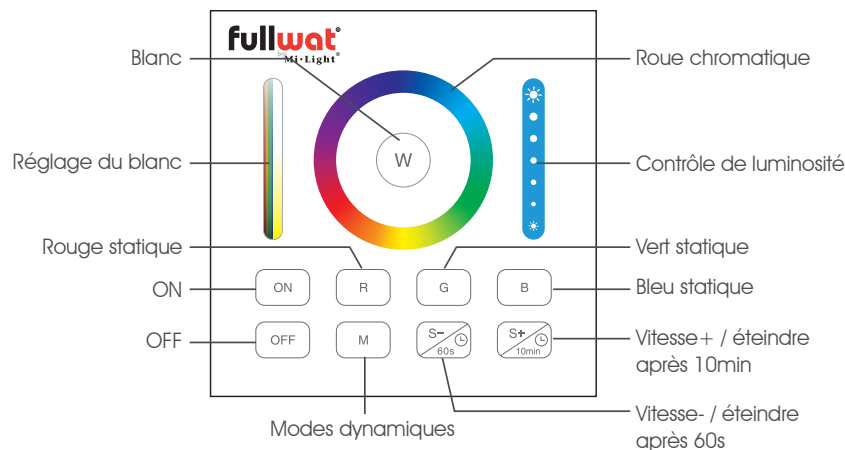 fullwat®
by
Mi•Light®
Blanc
Roue chromatique
W
Réglage du blanc
Contrôle de luminosité
Rouge statique
Vert statique
ON
ON
R
G
B
Bleu statique
OFF
OFF
M
S-
60s
S+
10min
Vitesse+ / éteindre
après 10min
Modes dynamiques
Vitesse- / éteindre
après 60s